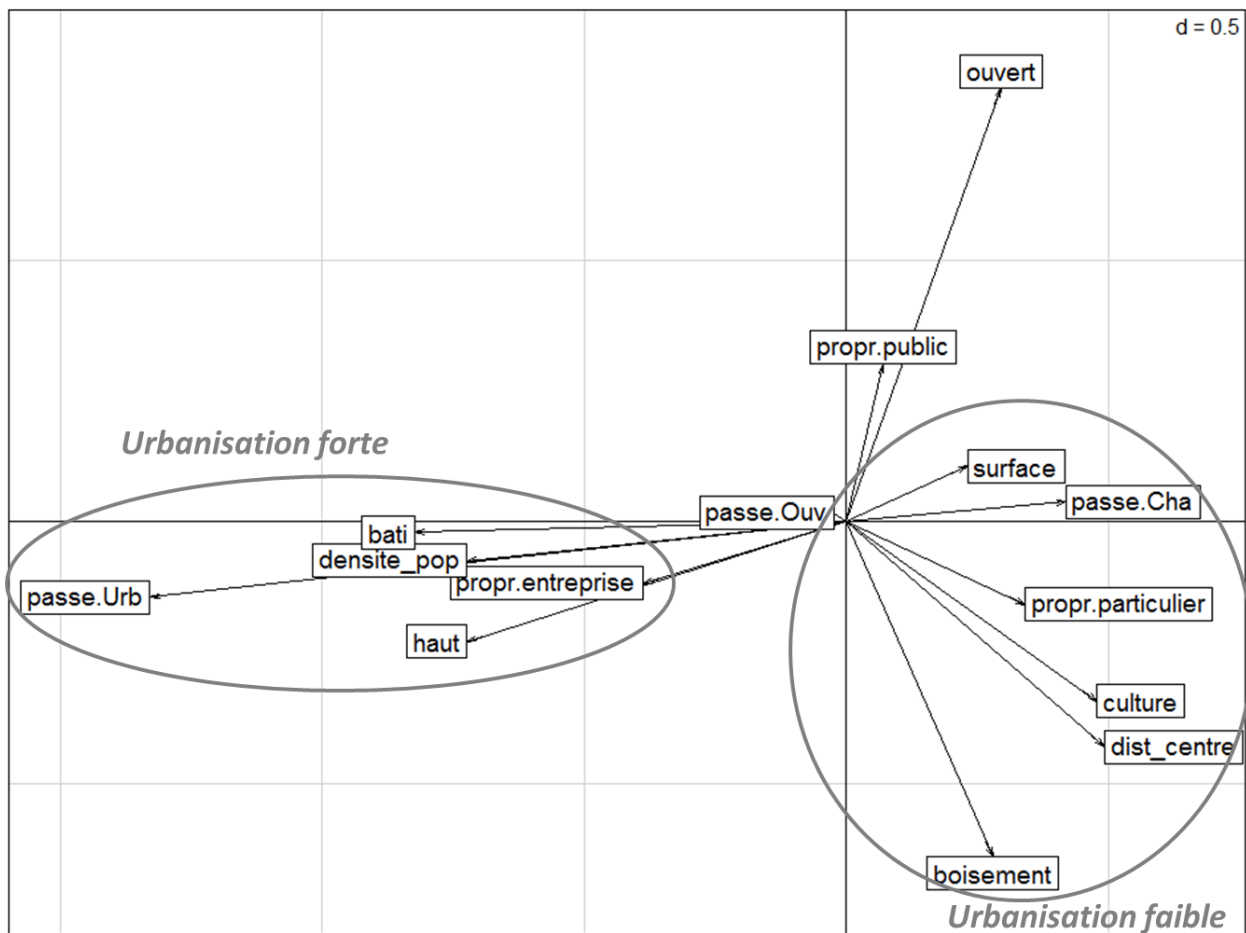 d = 0.5
ouvert
propr.public
Urbanisation forte
surface
passe.Cha
passe.Ouv
bati
densite_pop
propr.entreprise
passe.Urb
propr.particulier
haut
culture
dist_centre
boisement
Urbanisation faible